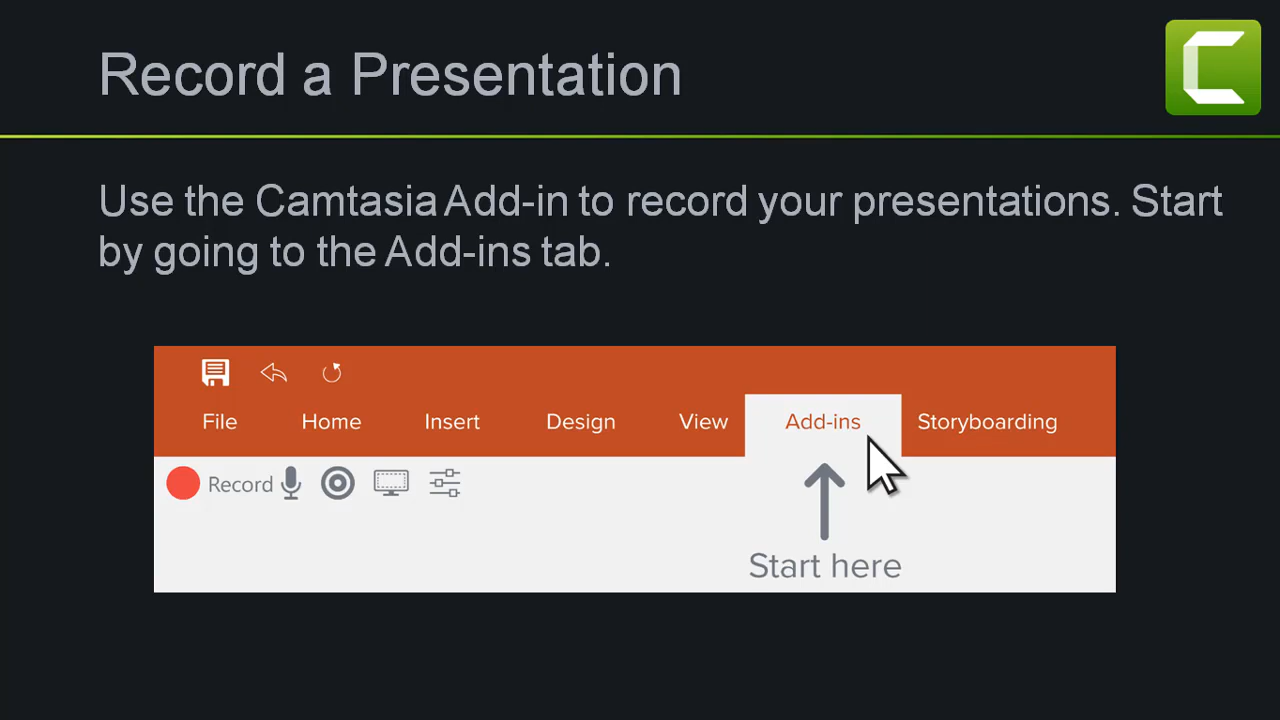 Record a Presentation
Use the Camtasia Add-in to record your presentations. Start
by going to the Add-ins tab.
File Home Insert Design View Add-ins Storyboarding
Record
Start here